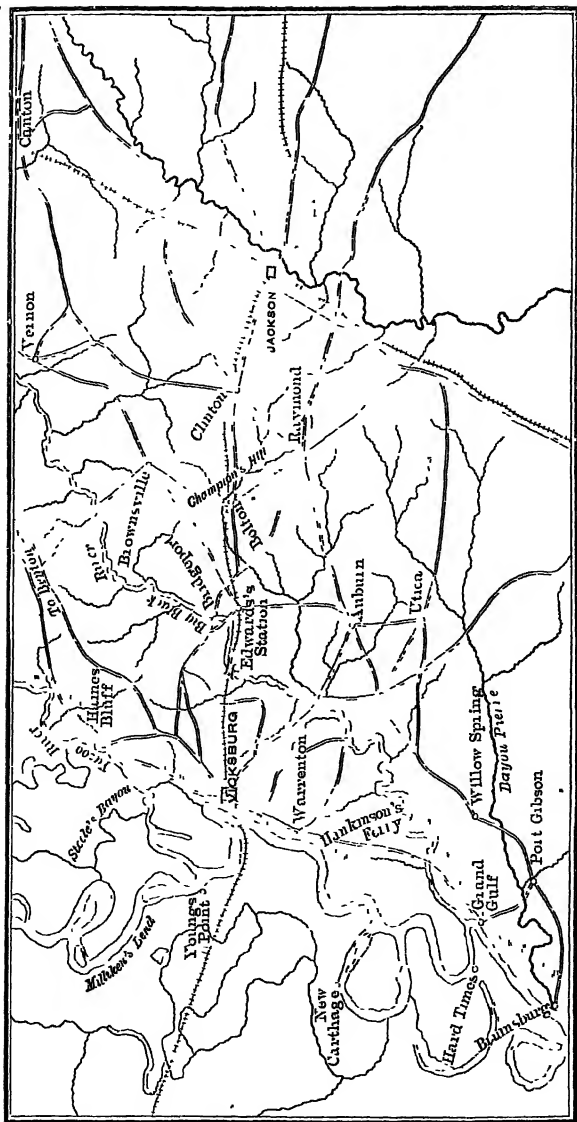 Canton
Vernon
JACKSON
Clinton
Raymond
Champion's Hill
Bolton
Brownsville
Bridgeport
River
Big Black
Edwards's
Station
Auburn
Utica
To
Haines
Bluff
River
Yazoo
VICKSBURG
Warrenton
Steele's Bayou
Milliken's Bend
Young's
Point
Hankinson's
Ferry
Willow Spring
Bayou Pierre
Port Gibson
Grand
Gulf
New
Carthage
Hard Times
Bruinsburg